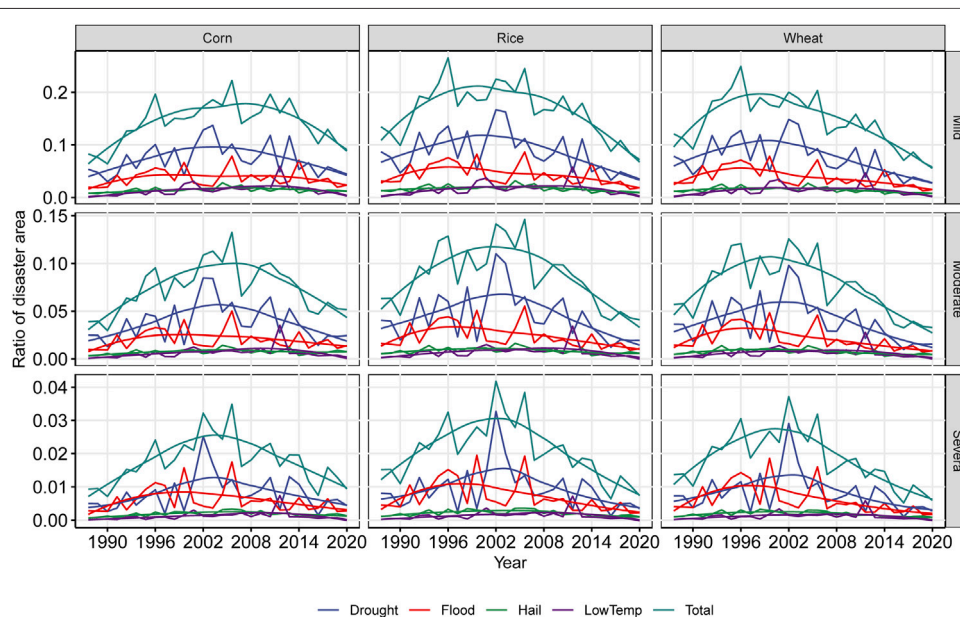 Corn Rice Wheat
0.2
0.1
0.0
Mild
0.15
0.10
0.05
0.00
Moderate
0.04
0.03
0.02
0.01
0.00
Severa
Ratio of disaster area
1990 1996 2002 2008 2014 2020 1990 1996 2002 2008 2014 2020 1990 1996 2002 2008 2014 2020
Year
Drought Flood Hail LowTemp Total